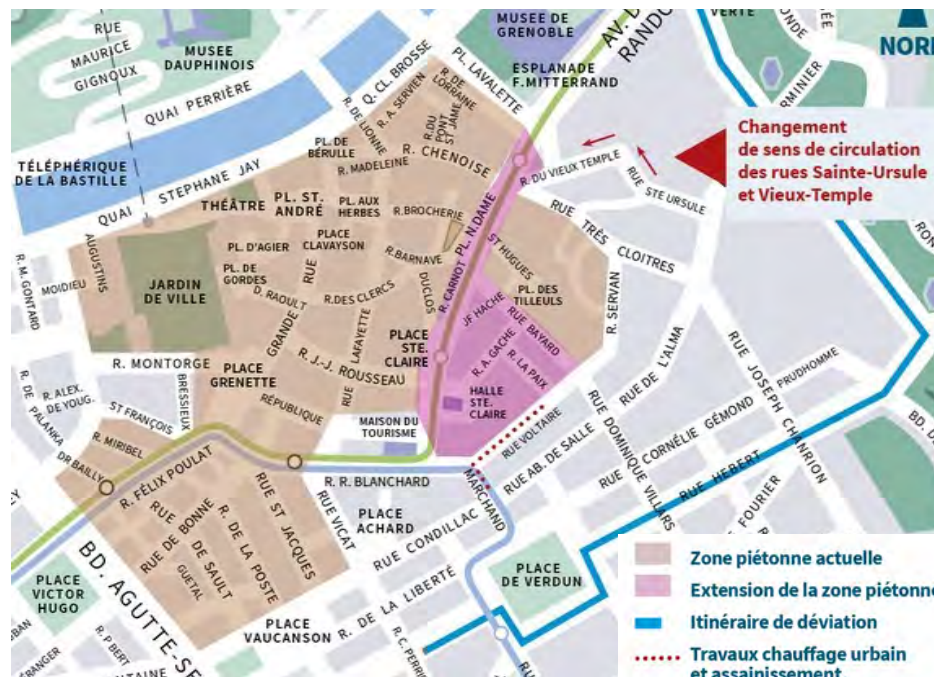 RUE
MAURICE
GIGNOUX
MUSEE
DAUPHINOIS
QUAI PERRIÈRE
TÉLÉPHÉRIQUE
DE LA BASTILLE
QUAI STEPHANE JAY
Q. CL. BROSSE
MUSEE DE
GRENOBLE
PL. LAVALETTE
ESPLANADE
F.MITTERRAND
VERTE
NORD
R. DE LIONNE
R. A. SERVIEN
R. DE
LORRAINE
R. DU
PONT
ST JAME
R. CHENOISE
PL. DE
BÉRULLE
R. MADELEINE
THÉÂTRE
PL. ST.
ANDRÉ
PL. AUX
HERBES
R.BROCHERIE
R. DU VIEUX TEMPLE
RUE STE URSULE
Changement
de sens de circulation
des rues Sainte-Ursule
et Vieux-Temple
RUE TRÈS CLOITRES
PL. D'AGIER
PLACE
CLAVAYSON
R.BARNAVE
R. CARNOT
PL. N.DAME
ST HUGUES
PL. DES
TILLEULS
R. SERVAN
R. M. GONTARD
MOIDIEU
AUGUSTINS
JARDIN
DE VILLE
PL. DE
GORDES
D. RAOULT
GRANDE RUE
R.DES CLERCS
DUCLOS
JF HACHE
RUE BAYARD
R. A. GACHE
R. LA PAIX
R. MONTORGE
PLACE
GRENETTE
R. J.-J. ROUSSEAU
RUE LAFAYETTE
PLACE
STE.
CLAIRE
HALLE
STE.
CLAIRE
RUE DE L'ALMA
RUE JOSEPH CHANRION
PRUDHOMME
R. ALEX.
DE YOUG.
R. DE PALANKA
ST FRANÇOIS
BRESSIEUX
RÉPUBLIQUE
MAISON DU
TOURISME
RUE VOLTAIRE
RUE AB. DE SALLE
RUE DOMINIQUE VILLARS
RUE CORNÉLIE GÉMOND
R. MIRIBEL
DR BAILLY
R. FÉLIX POULAT
R. R. BLANCHARD
MARCHAND
RUE HEBERT
FOURIER
RUE ST JACQUES
RUE VICAT
PLACE
ACHARD
RUE CONDILLAC
RUE DE BONNE
RUE DE SAULT
R. DE LA POSTE
GUETAL
PLACE
VICTOR
HUGO
BD. AGUTTE-SE
PLACE
VAUCANSON
R. DE LA LIBERTÉ
PLACE
DE VERDUN
R. P. BERT
R. C. PERRI
Zone piétonne actuelle
Extension de la zone piétonne
Itinéraire de déviation
Travaux chauffage urbain
et assainissement